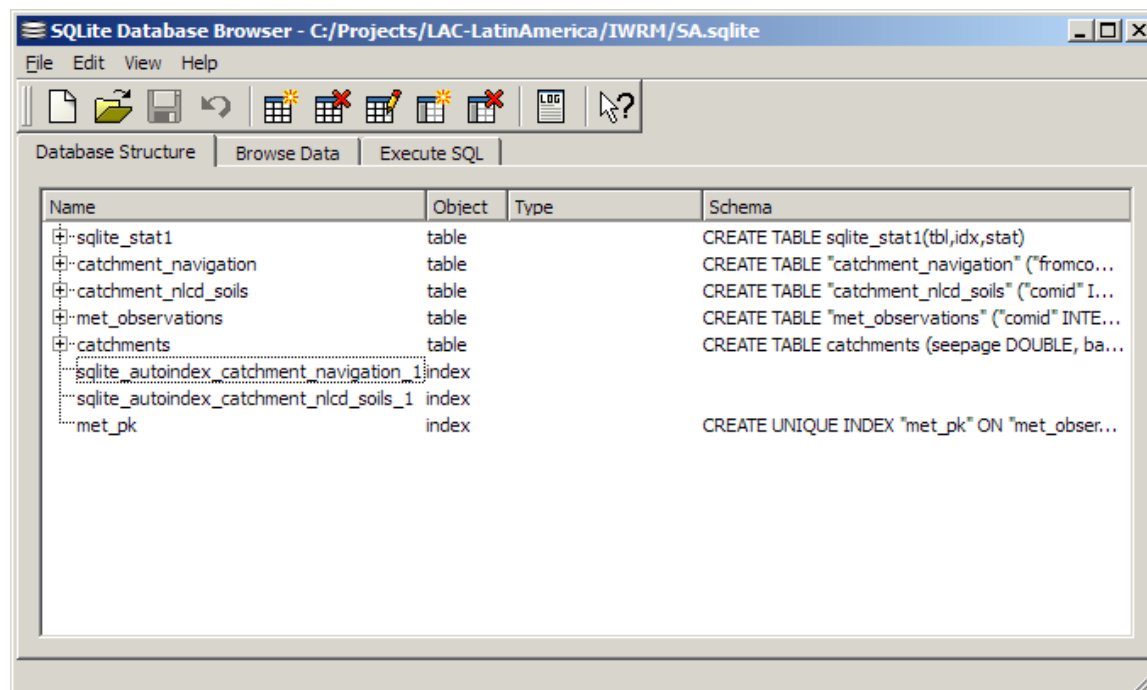 SQLite Database Browser - C:/Projects/LAC-LatinAmerica/IWRM/SA.sqlite
File Edit View Help
LOG ?
Database Structure Browse Data Execute SQL
Name Object Type Schema
sqlite_stat1 table CREATE TABLE sqlite_stat1(tbl,idx,stat)
catchment_navigation table CREATE TABLE "catchment_navigation" ("fromco...
catchment_nlcd_soils table CREATE TABLE "catchment_nlcd_soils" ("comid" I...
met_observations table CREATE TABLE "met_observations" ("comid" INTE...
catchments table CREATE TABLE catchments (seepage DOUBLE, ba...
sqlite_autoindex_catchment_navigation_1 index
sqlite_autoindex_catchment_nlcd_soils_1 index
met_pk index CREATE UNIQUE INDEX "met_pk" ON "met_obser...